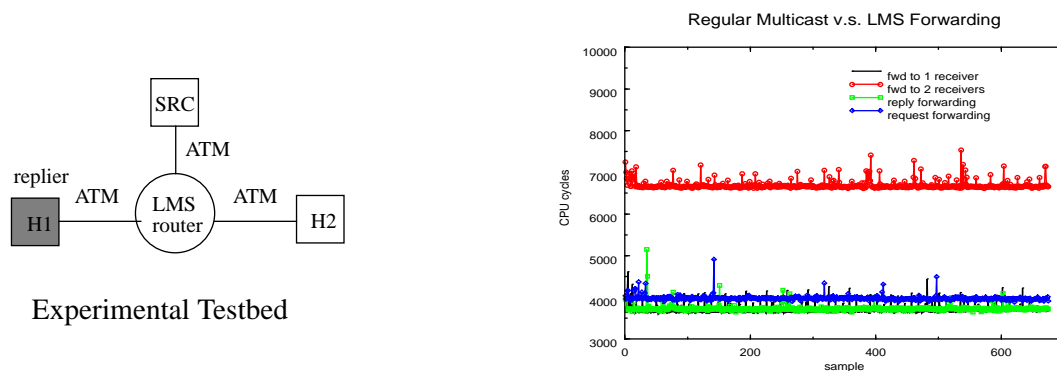 SRC
ATM
replier
ATM
ATM
H1
LMS
router
H2
Experimental Testbed
Regular Multicast v.s. LMS Forwarding
10000
9000
8000
7000
6000
5000
4000
3000
CPU cycles
fwd to 1 receiver
fwd to 2 receivers
reply forwarding
request forwarding
0
200
400
600
sample